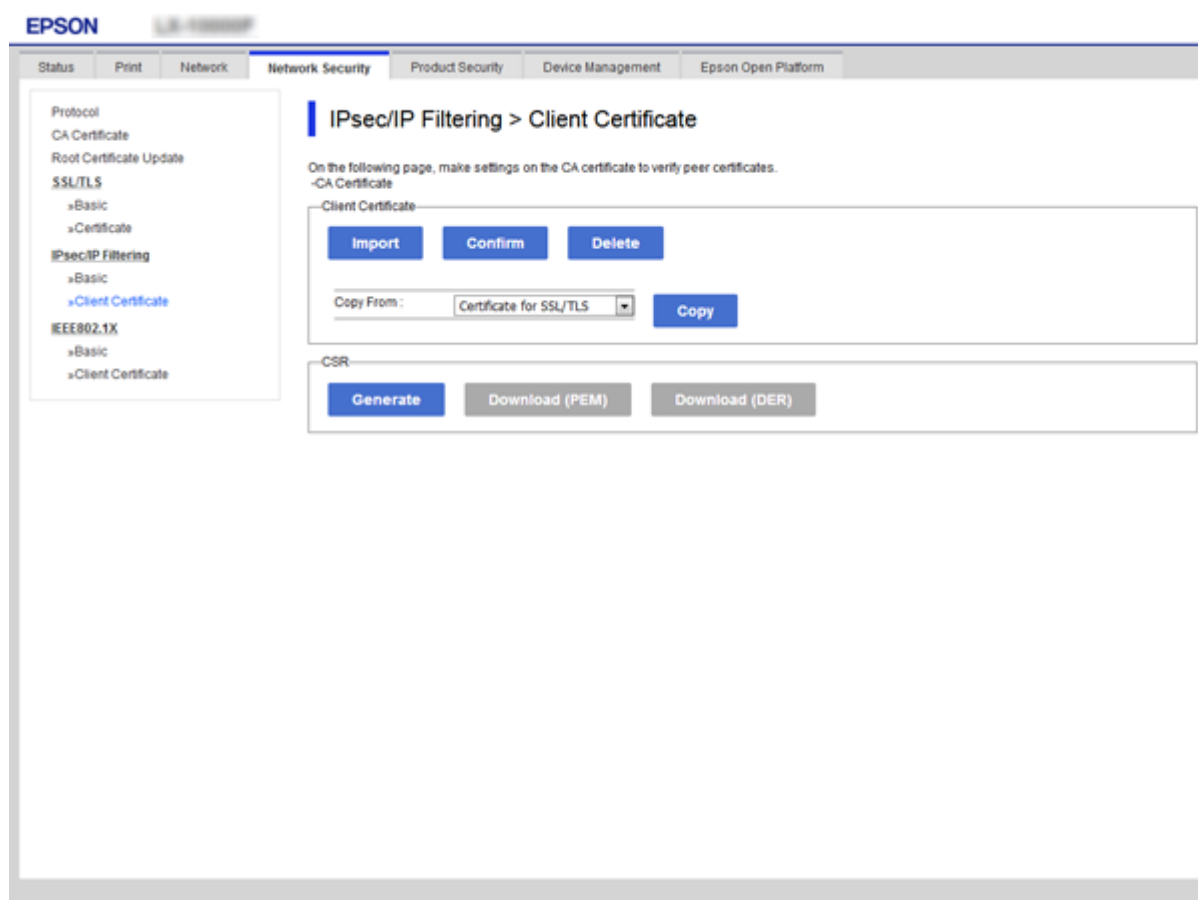 EPSON
Status Print Network Network Security Product Security Device Management Epson Open Platform
Protocol
CA Certificate
Root Certificate Update
SSL/TLS
»Basic
»Certificate
IPsec/IP Filtering
»Basic
»Client Certificate
IEEE802.1X
»Basic
»Client Certificate
IPsec/IP Filtering > Client Certificate
On the following page, make settings on the CA certificate to verify peer certificates.
-CA Certificate
Client Certificate
Import Confirm Delete
Copy From : Certificate for SSL/TLS Copy
CSR
Generate Download (PEM) Download (DER)